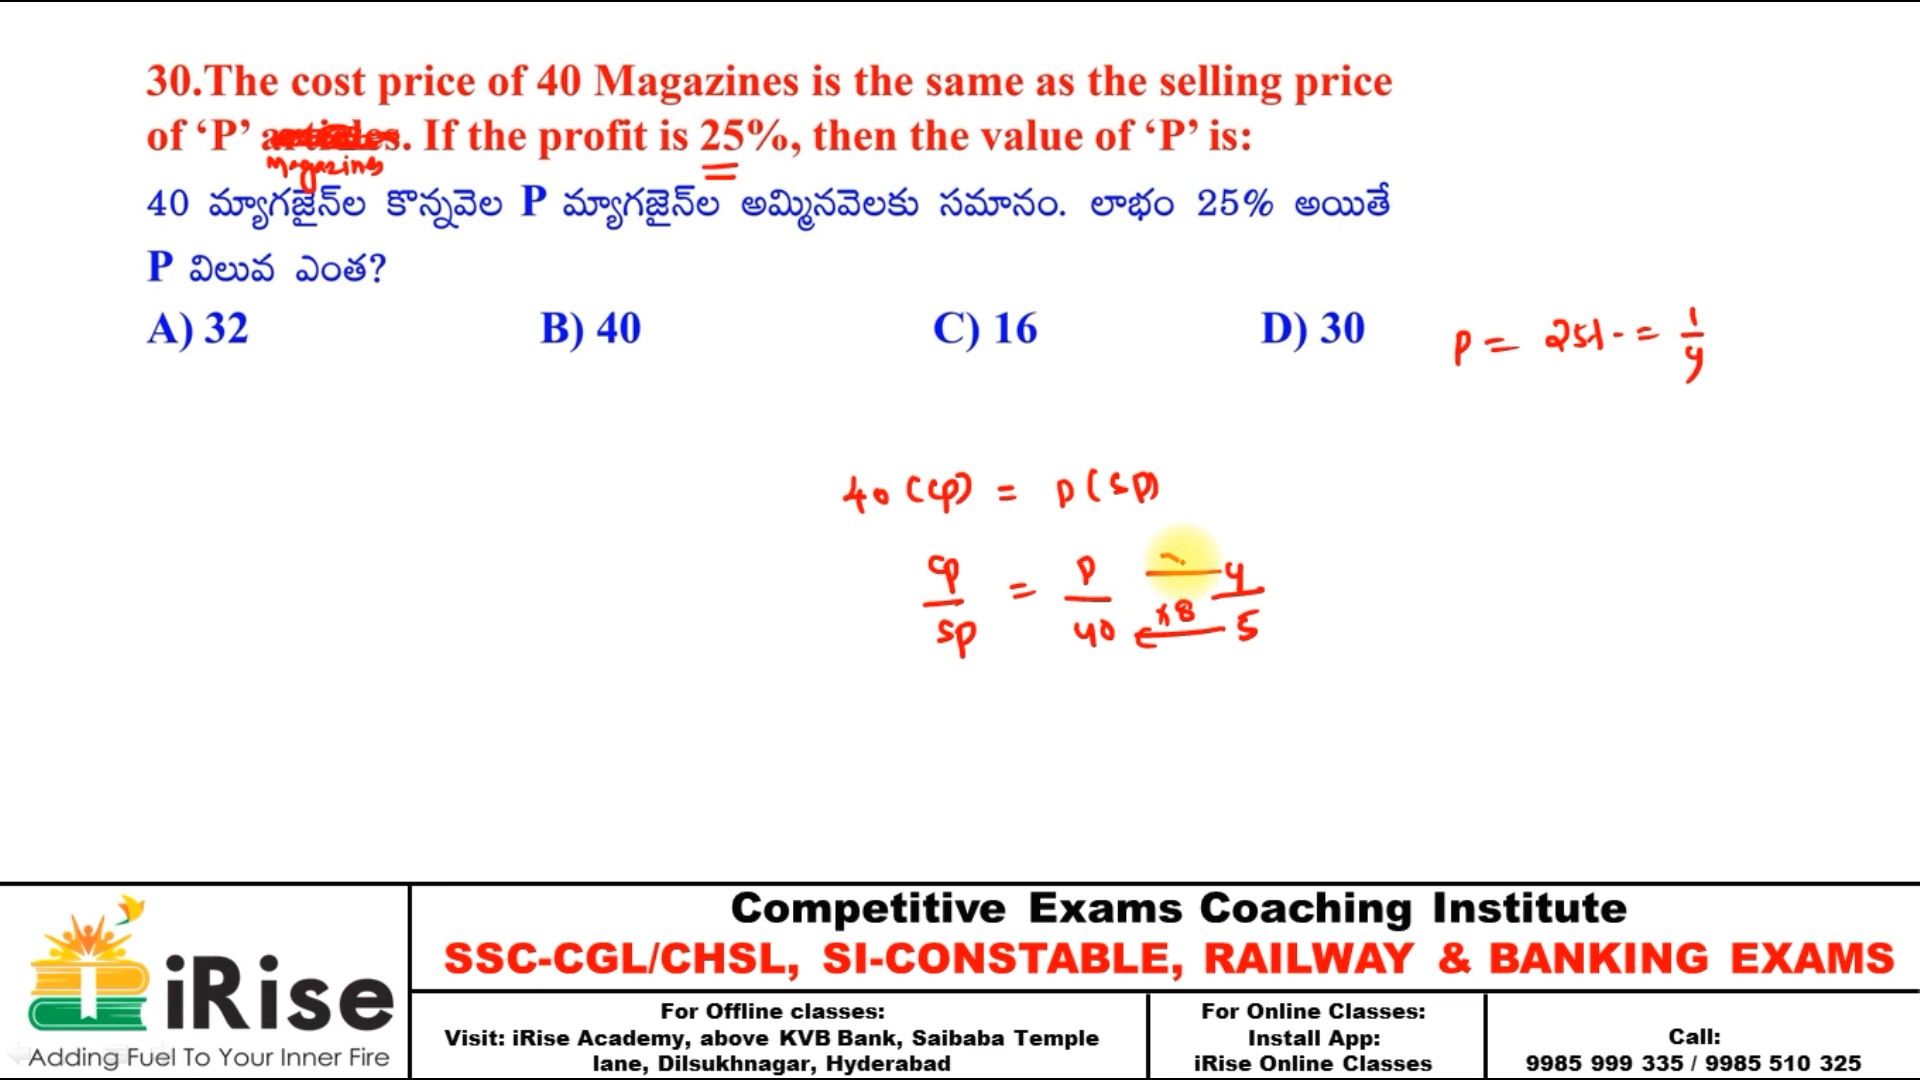 30.The cost price of 40 Magazines is the same as the selling price
of ‘P’ articles. If the profit is 25%, then the value of ‘P’ is:
Magazines
40 మ్యాగజైన్‌ల కొన్నవెల P మ్యాగజైన్‌ల అమ్మినవెలకు సమానం. లాభం 25% అయితే
P విలువ ఎంత?
A) 32 B) 40 C) 16 D) 30
P = 25% = 1/4
40 (CP) = P (SP)
CP/SP = P/40 ×8 4/5
iRise
Adding Fuel To Your Inner Fire
Competitive Exams Coaching Institute
SSC-CGL/CHSL, SI-CONSTABLE, RAILWAY & BANKING EXAMS
For Offline classes:
Visit: iRise Academy, above KVB Bank, Saibaba Temple
lane, Dilsukhnagar, Hyderabad
For Online Classes:
Install App:
iRise Online Classes
Call:
9985 999 335 / 9985 510 325